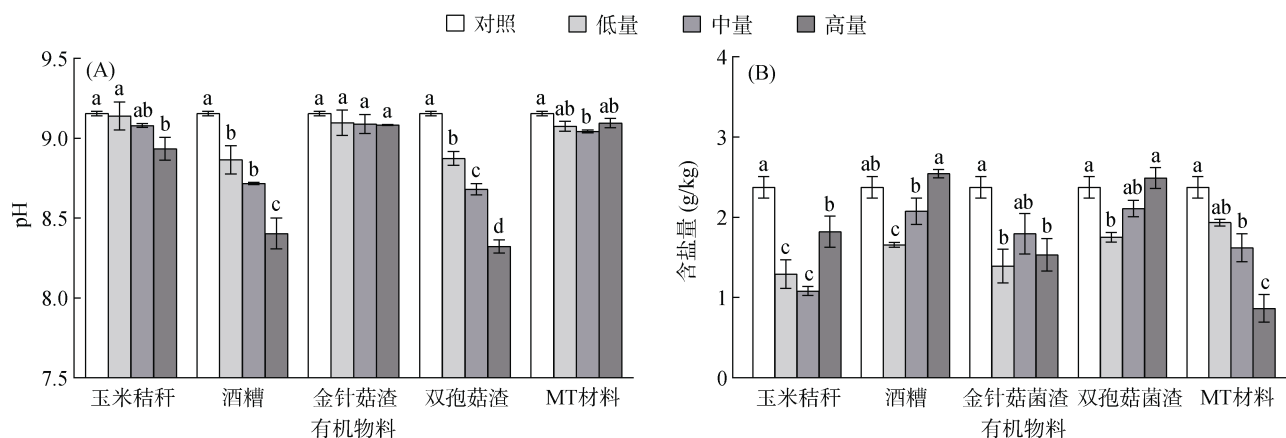 对照 低量 中量 高量
(A)
pH
9.5
9.0
8.5
8.0
7.5
a a ab b
a b b c
a a a a
a b c d
a ab b ab
玉米秸秆 酒糟 金针菇渣 双孢菇渣 MT材料
有机物料
(B)
含盐量 (g/kg)
4
3
2
1
0
a c c b
ab c b a
a b ab b
a b ab a
a ab b c
玉米秸秆 酒糟 金针菇菌渣 双孢菇菌渣 MT材料
有机物料